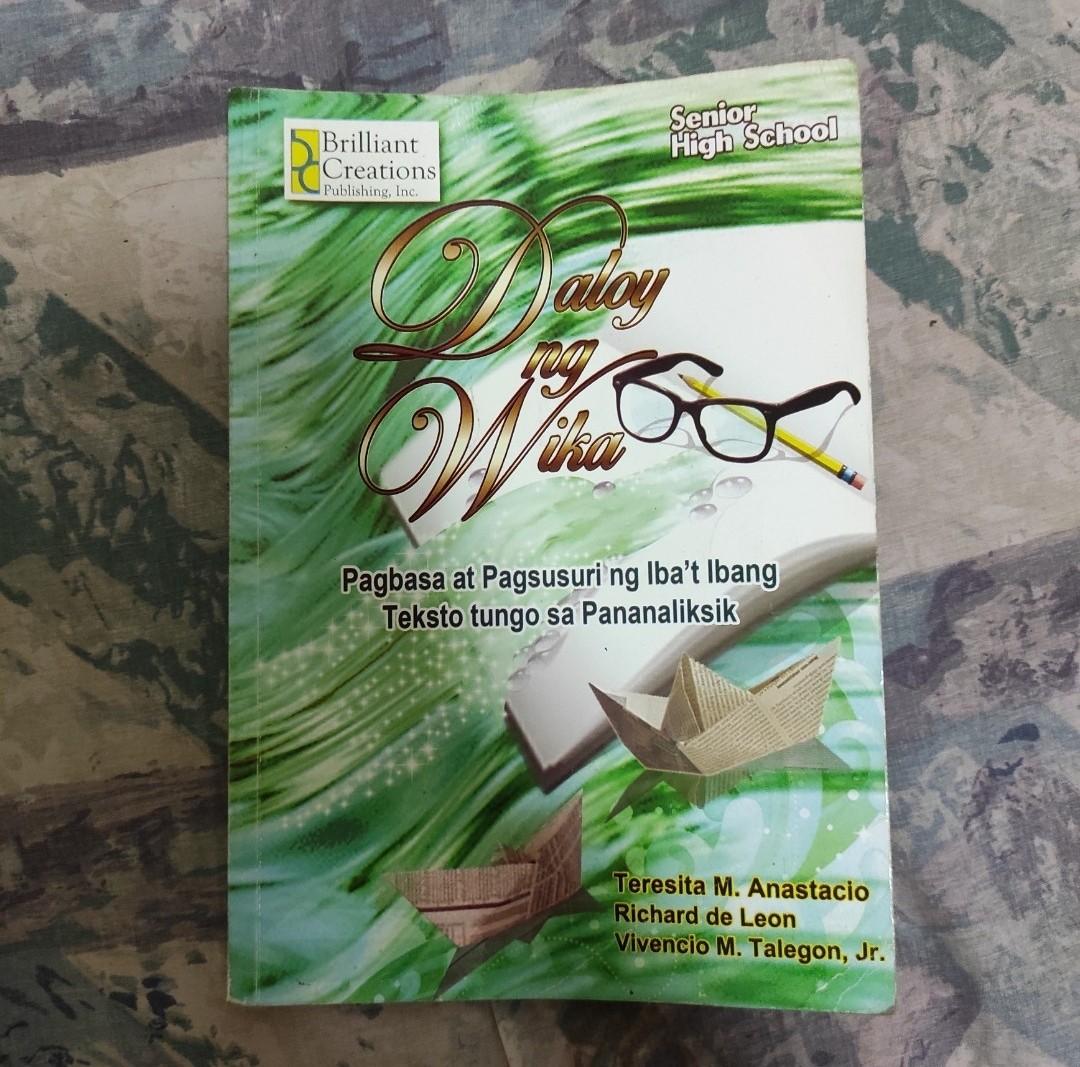 Brilliant
Creations
Publishing, Inc.
Senior
High School
Daloy
ng
Wika
Pagbasa at Pagsusuri ng Iba't Ibang
Teksto tungo sa Pananaliksik
Teresita M. Anastacio
Richard de Leon
Vivencio M. Talegon, Jr.